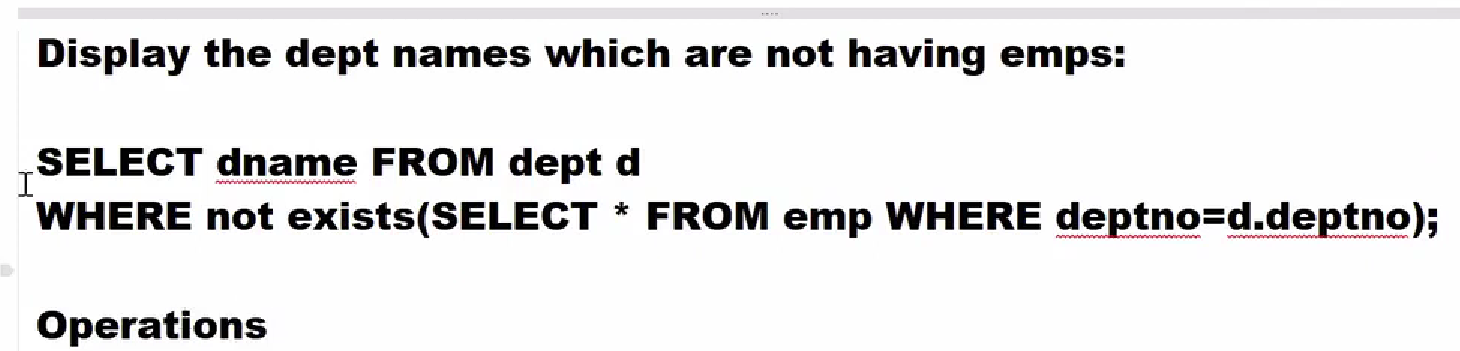 Display the dept names which are not having emps:
SELECT dname FROM dept d
WHERE not exists(SELECT * FROM emp WHERE deptno=d.deptno);
Operations